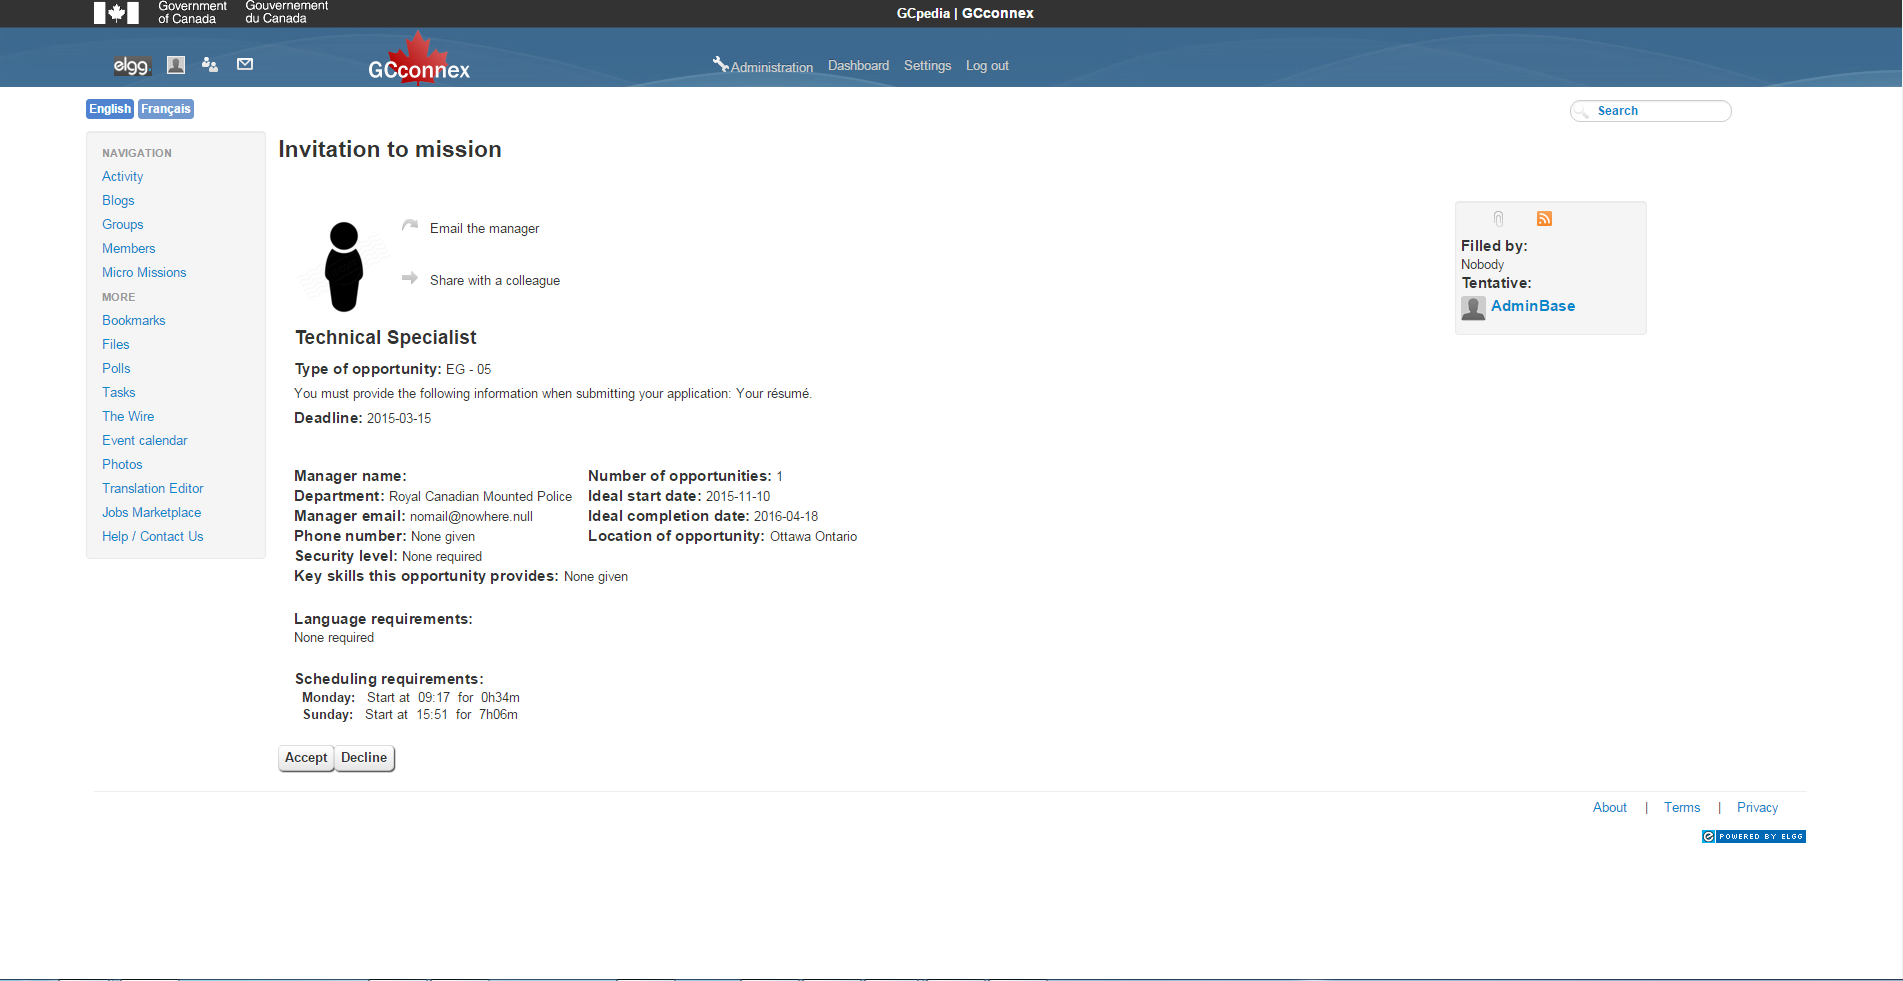 Government of Canada
Gouvernement du Canada
GCpedia | GCconnex
elgg.
GCconnex
Administration Dashboard Settings Log out
English Français
Search
NAVIGATION
Activity
Blogs
Groups
Members
Micro Missions
MORE
Bookmarks
Files
Polls
Tasks
The Wire
Event calendar
Photos
Translation Editor
Jobs Marketplace
Help / Contact Us
Invitation to mission
Email the manager
Share with a colleague
Technical Specialist
Type of opportunity: EG - 05
You must provide the following information when submitting your application: Your résumé.
Deadline: 2015-03-15
Manager name:
Department: Royal Canadian Mounted Police
Manager email: nomail@nowhere.null
Phone number: None given
Security level: None required
Key skills this opportunity provides: None given
Number of opportunities: 1
Ideal start date: 2015-11-10
Ideal completion date: 2016-04-18
Location of opportunity: Ottawa Ontario
Language requirements:
None required
Scheduling requirements:
Monday: Start at 09:17 for 0h34m
Sunday: Start at 15:51 for 7h06m
Accept Decline
Filled by:
Nobody
Tentative:
AdminBase
About | Terms | Privacy
POWERED BY ELGG